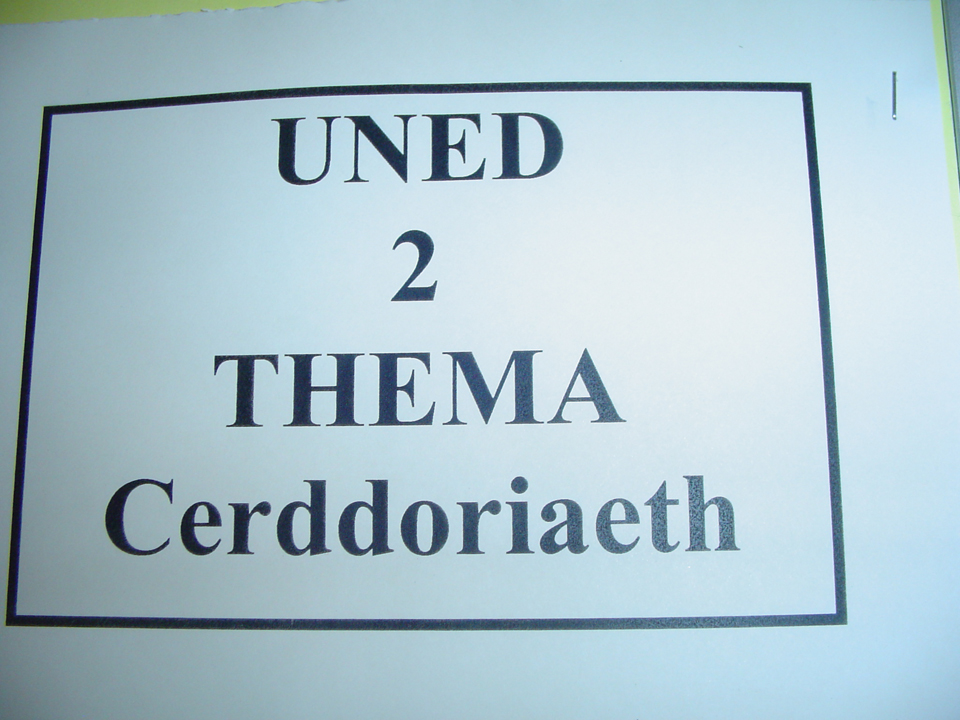 UNED
2
THEMA
Cerddoriaeth